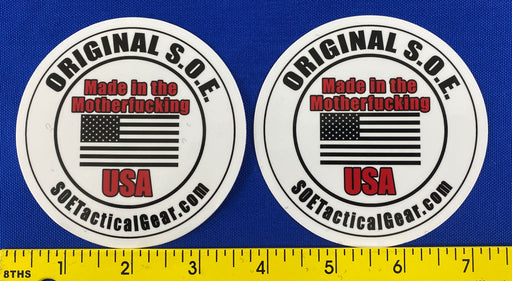 ORIGINAL S.O.E.
Made in the
Motherfucking
USA
SOETacticalGear.com
ORIGINAL S.O.E.
Made in the
Motherfucking
USA
SOETacticalGear.com
8THS 1 2 3 4 5 6 7